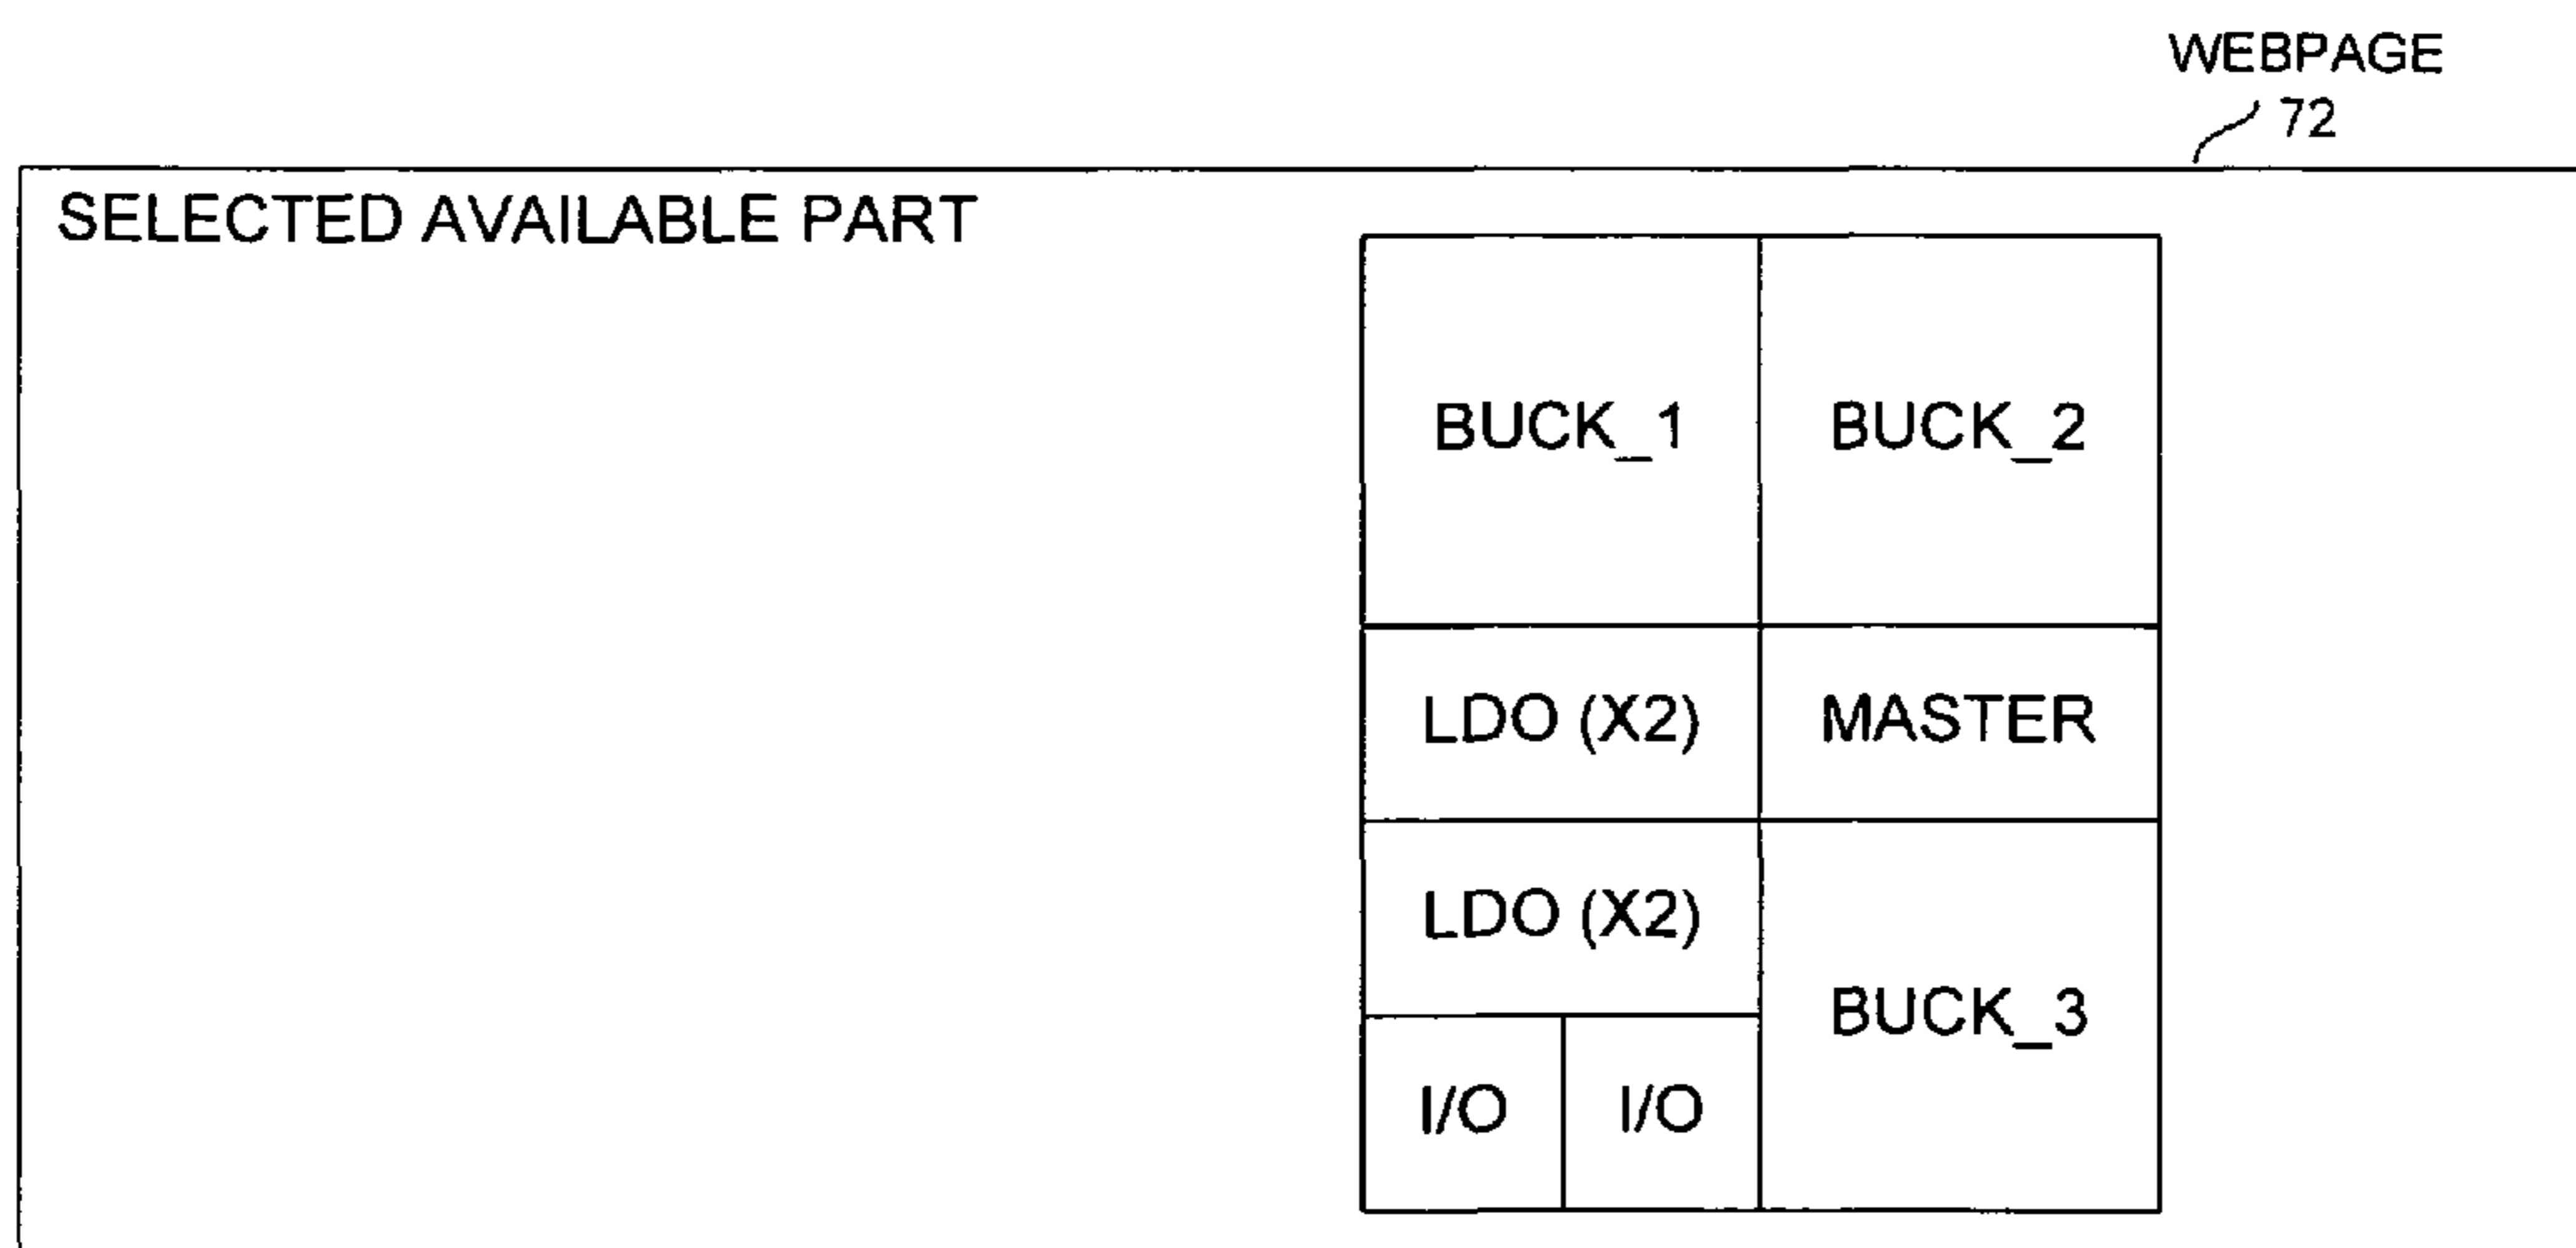 WEBPAGE
72
SELECTED AVAILABLE PART
BUCK_1 BUCK_2
LDO (X2) MASTER
LDO (X2)
BUCK_3
I/O I/O